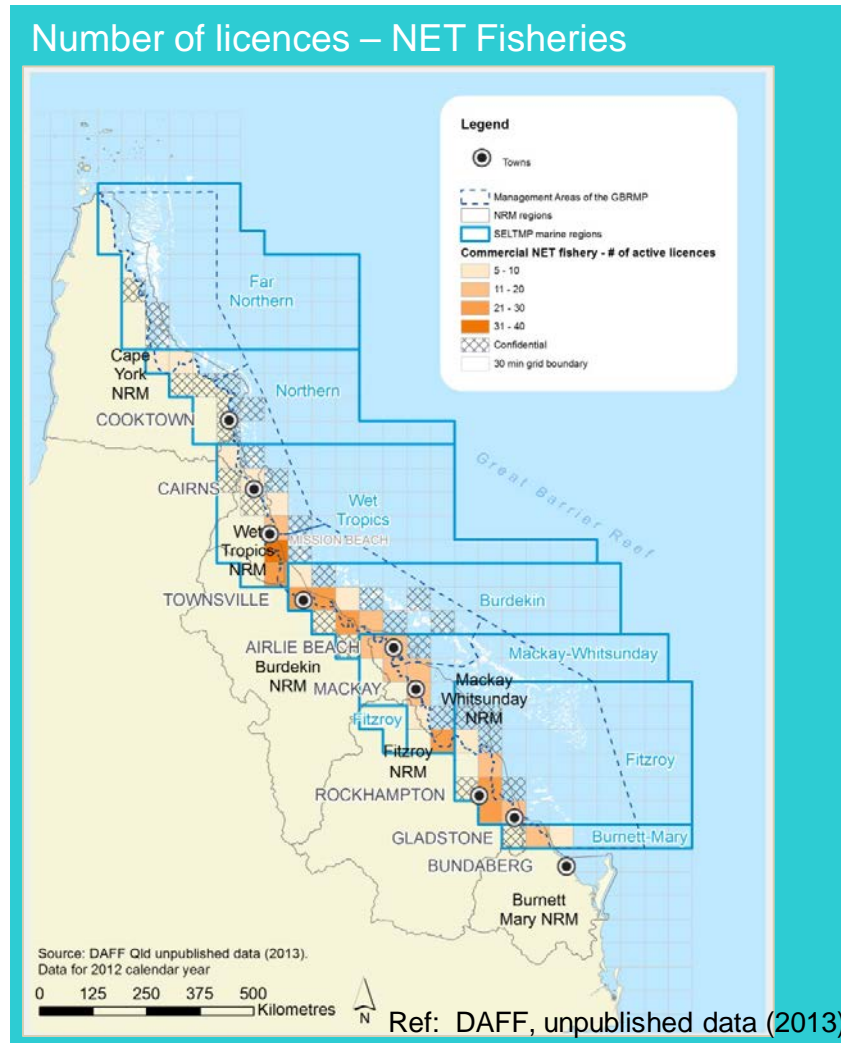 Number of licences – NET Fisheries
Legend
Towns
Management Areas of the GBRMP
NRM regions
SELTMP marine regions
Commercial NET fishery - # of active licences
5 - 10
11 - 20
21 - 30
31 - 40
Confidential
30 min grid boundary
Far
Northern
Cape
York
NRM
Northern
COOKTOWN
Great Barrier Reef
CAIRNS
Wet
Tropics
Wet
Tropics
NRM
MISSION BEACH
TOWNSVILLE
Burdekin
AIRLIE BEACH
Mackay-Whitsunday
Burdekin
NRM
MACKAY
Mackay
Whitsunday
NRM
Fitzroy
Fitzroy
NRM
Fitzroy
ROCKHAMPTON
GLADSTONE
Burnett-Mary
BUNDABERG
Burnett
Mary NRM
Source: DAFF Qld unpublished data (2013).
Data for 2012 calendar year
0 125 250 375 500
Kilometres
N
Ref: DAFF, unpublished data (2013)